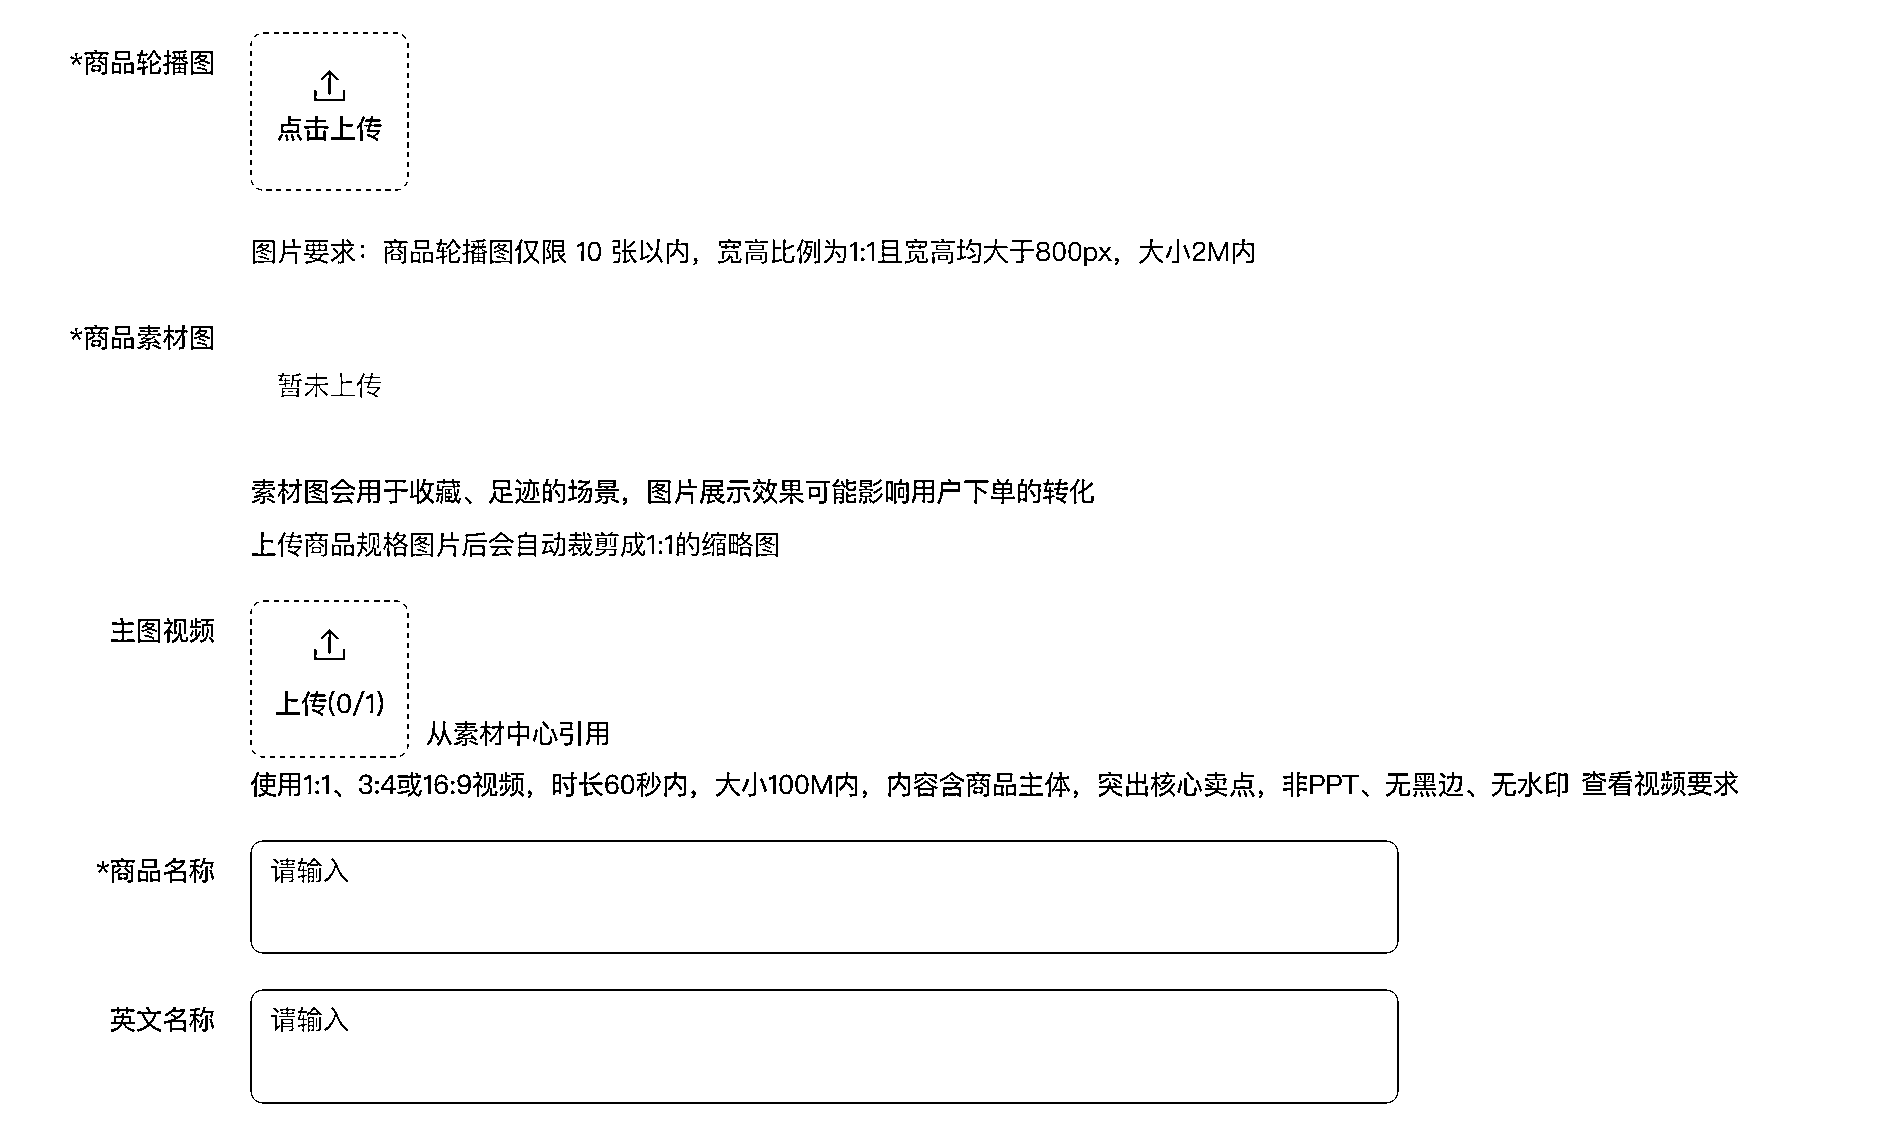 *商品轮播图
点击上传
图片要求：商品轮播图仅限 10 张以内，宽高比例为1:1且宽高均大于800px，大小2M内
*商品素材图
暂未上传
素材图会用于收藏、足迹的场景，图片展示效果可能影响用户下单的转化
上传商品规格图片后会自动裁剪成1:1的缩略图
主图视频
上传(0/1)
从素材中心引用
使用1:1、3:4或16:9视频，时长60秒内，大小100M内，内容含商品主体，突出核心卖点，非PPT、无黑边、无水印 查看视频要求
*商品名称
请输入
英文名称
请输入